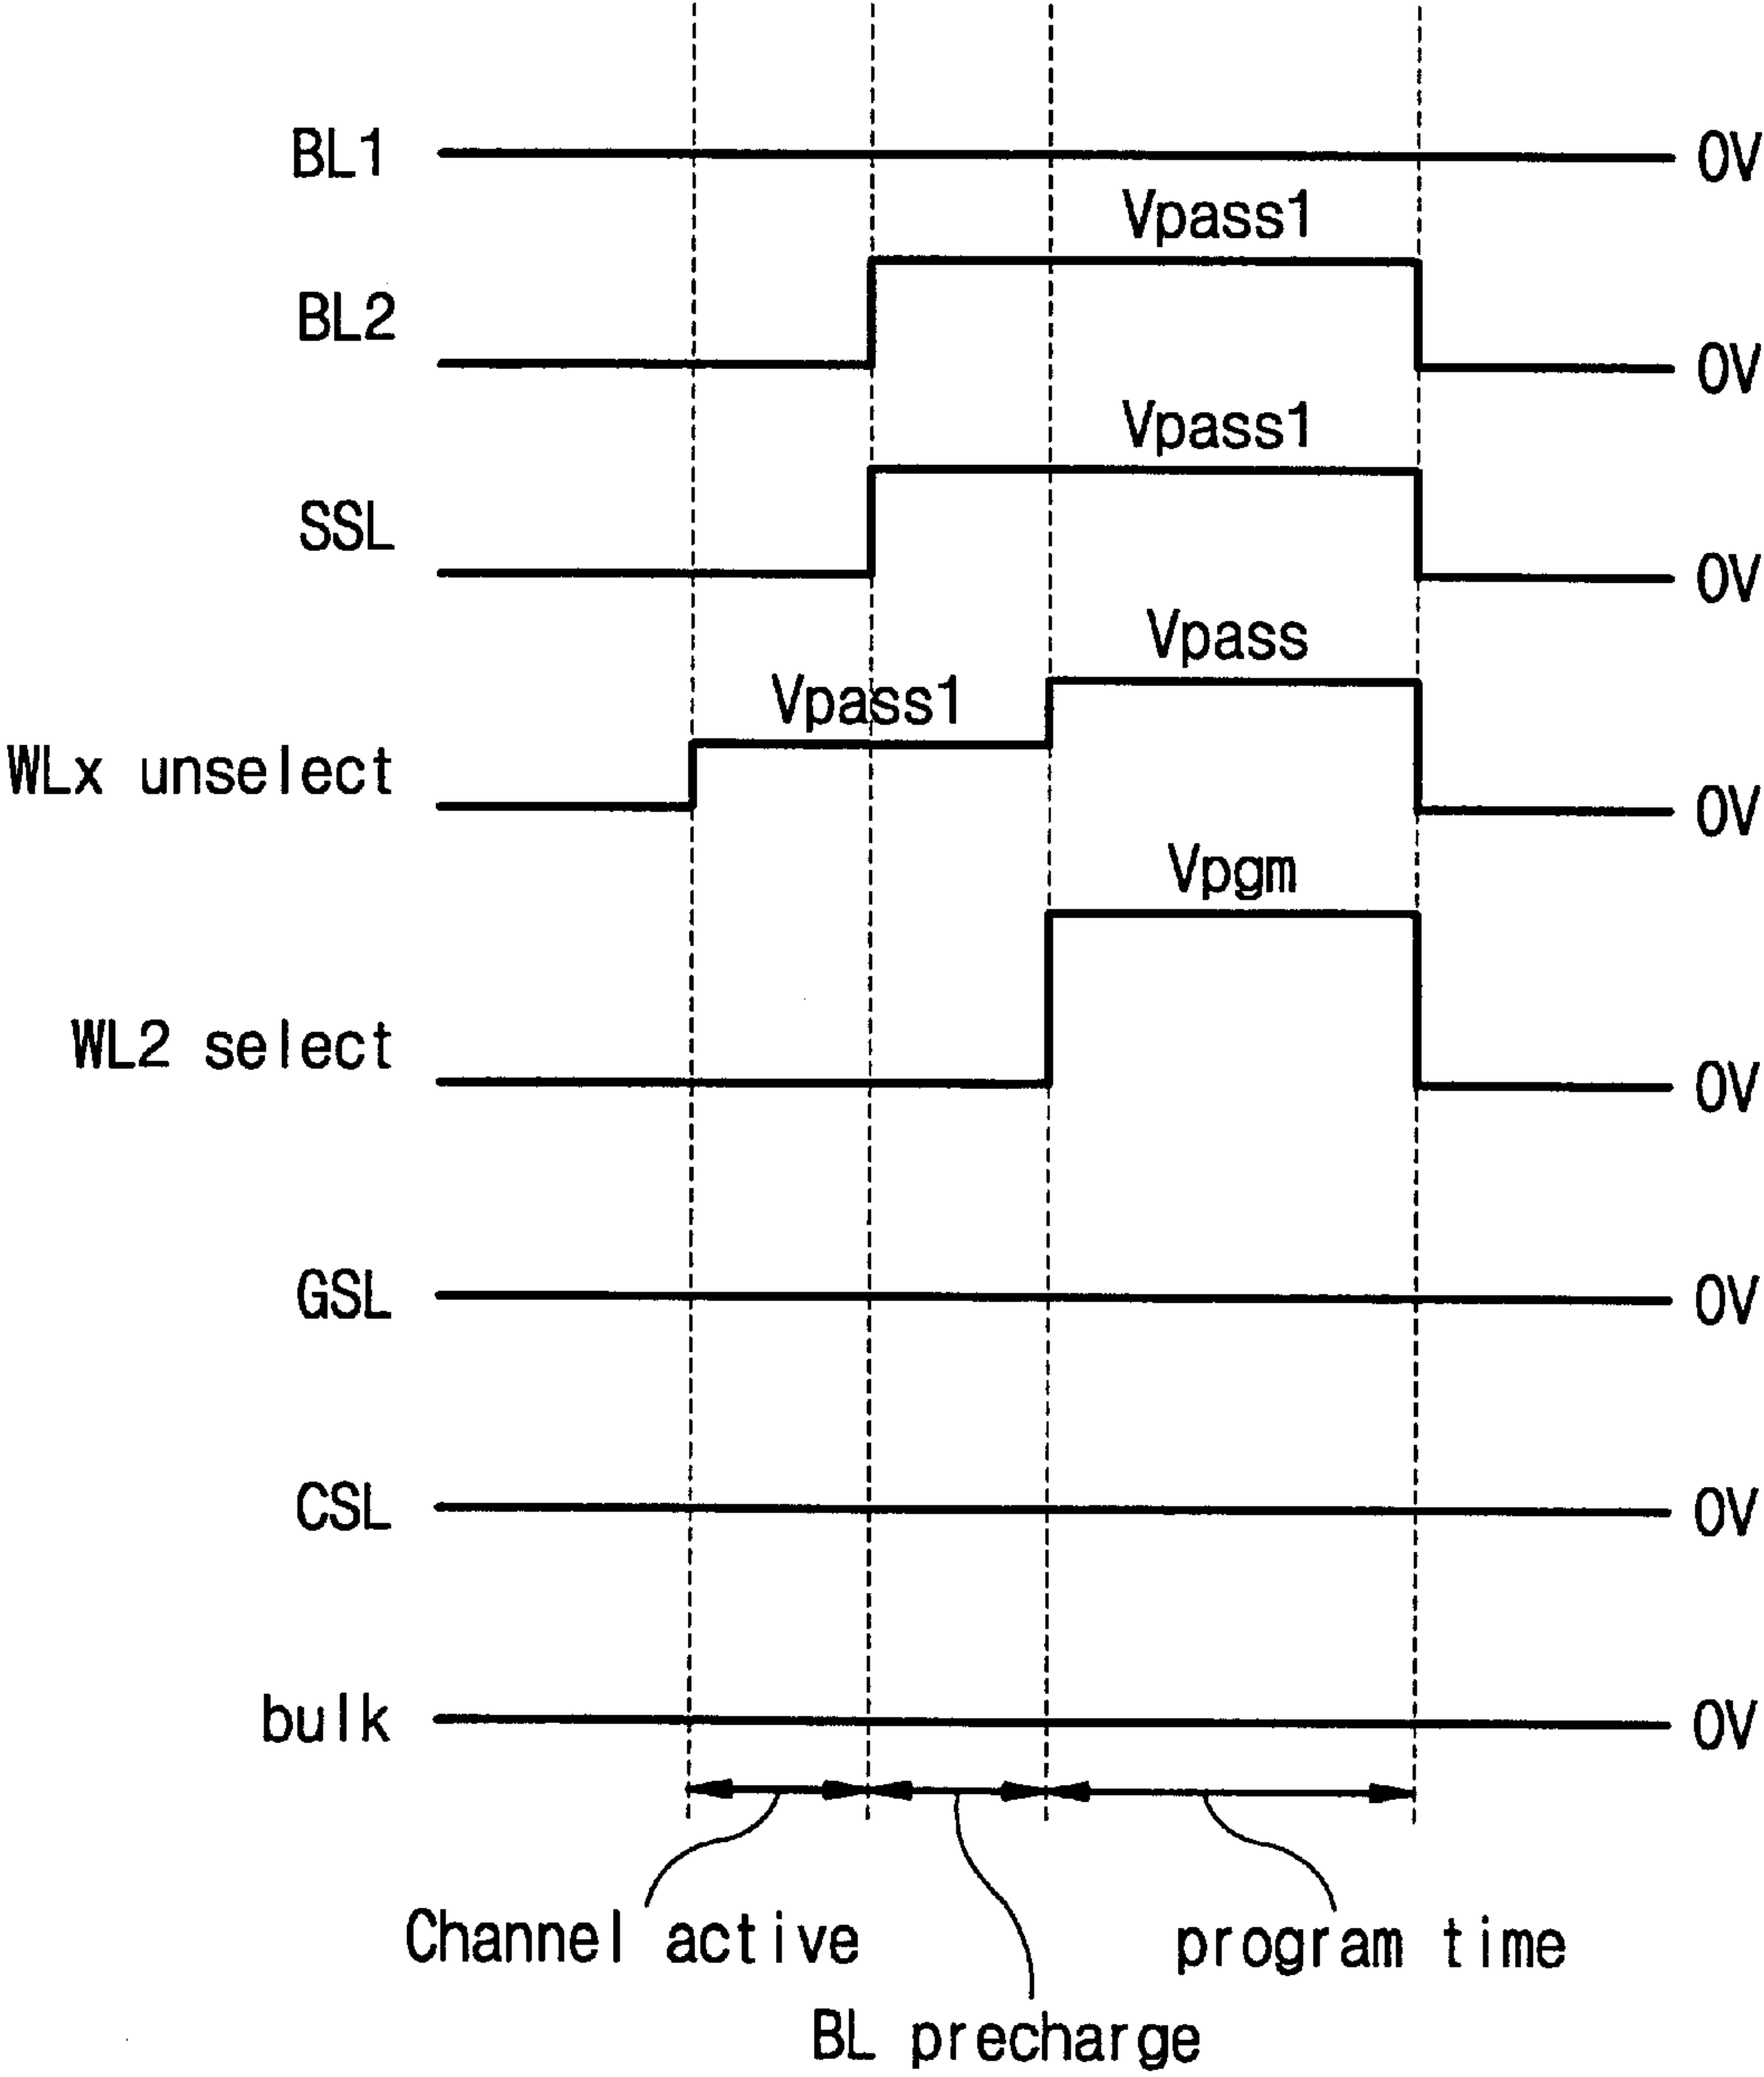 BL1
0V
Vpass1
BL2
0V
Vpass1
SSL
0V
Vpass
Vpass1
WLx unselect
0V
Vpgm
WL2 select
0V
GSL
0V
CSL
0V
bulk
0V
Channel active
program time
BL precharge